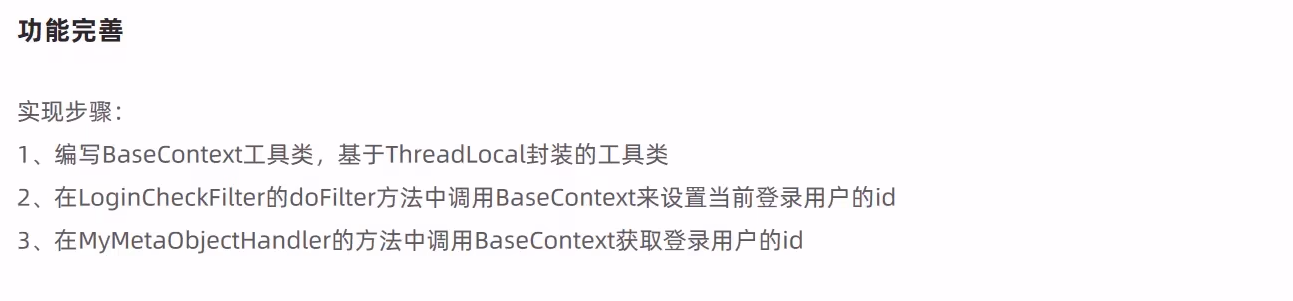 功能完善
实现步骤：
1、编写BaseContext工具类，基于ThreadLocal封装的工具类
2、在LoginCheckFilter的doFilter方法中调用BaseContext来设置当前登录用户的id
3、在MyMetaObjectHandler的方法中调用BaseContext获取登录用户的id